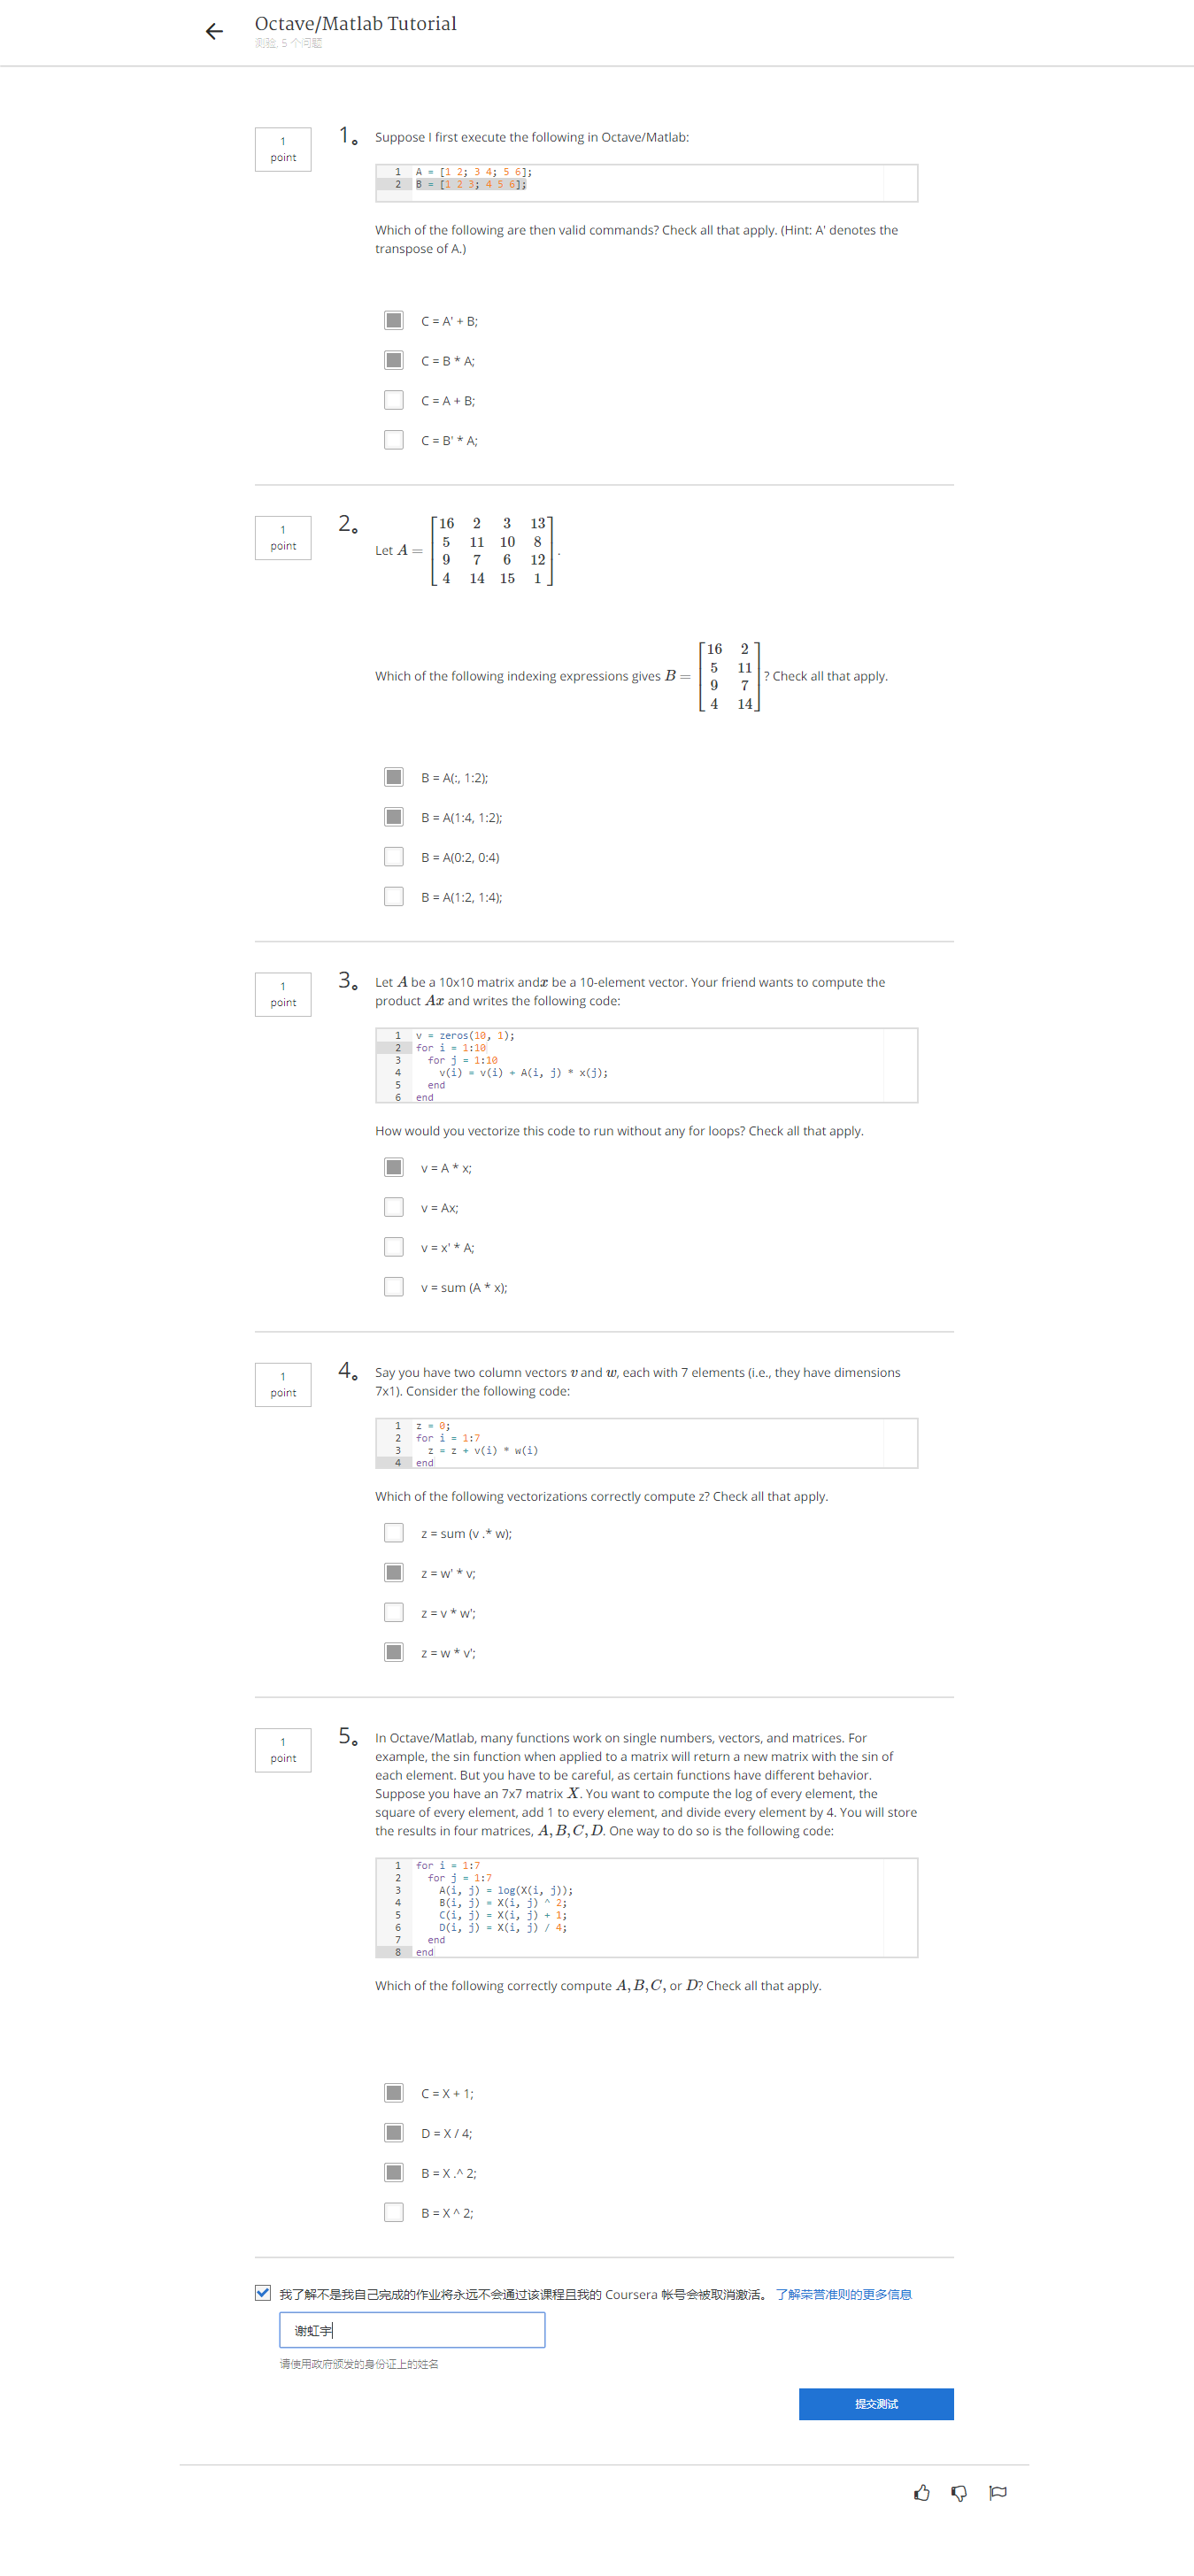 Octave/Matlab Tutorial
测验, 5 个问题
1
point
1。
Suppose I first execute the following in Octave/Matlab:
1 A = [1 2; 3 4; 5 6];
2 B = [1 2 3; 4 5 6];
Which of the following are then valid commands? Check all that apply. (Hint: A' denotes the
transpose of A.)
C = A' + B;
C = B * A;
C = A + B;
C = B' * A;
1
point
2。
Let A =
16 2 3 13
5 11 10 8
9 7 6 12
4 14 15 1
.
Which of the following indexing expressions gives B =
16 2
5 11
9 7
4 14
? Check all that apply.
B = A(:, 1:2);
B = A(1:4, 1:2);
B = A(0:2, 0:4)
B = A(1:2, 1:4);
1
point
3。
Let A be a 10x10 matrix andx be a 10-element vector. Your friend wants to compute the
product Ax and writes the following code:
1 v = zeros(10, 1);
2 for i = 1:10
3 for j = 1:10
4 v(i) = v(i) + A(i, j) * x(j);
5 end
6 end
How would you vectorize this code to run without any for loops? Check all that apply.
v = A * x;
v = Ax;
v = x' * A;
v = sum (A * x);
1
point
4。
Say you have two column vectors v and w, each with 7 elements (i.e., they have dimensions
7x1). Consider the following code:
1 z = 0;
2 for i = 1:7
3 z = z + v(i) * w(i)
4 end
Which of the following vectorizations correctly compute z? Check all that apply.
z = sum (v .* w);
z = w' * v;
z = v * w';
z = w * v';
1
point
5。
In Octave/Matlab, many functions work on single numbers, vectors, and matrices. For
example, the sin function when applied to a matrix will return a new matrix with the sin of
each element. But you have to be careful, as certain functions have different behavior.
Suppose you have an 7x7 matrix X. You want to compute the log of every element, the
square of every element, add 1 to every element, and divide every element by 4. You will store
the results in four matrices, A, B, C, D. One way to do so is the following code:
1 for i = 1:7
2 for j = 1:7
3 A(i, j) = log(X(i, j));
4 B(i, j) = X(i, j) ^ 2;
5 C(i, j) = X(i, j) + 1;
6 D(i, j) = X(i, j) / 4;
7 end
8 end
Which of the following correctly compute A, B, C, or D? Check all that apply.
C = X + 1;
D = X / 4;
B = X .^ 2;
B = X ^ 2;
我了解不是我自己完成的作业将永远不会通过该课程且我的 Coursera 帐号会被取消激活。 了解荣誉准则的更多信息
谢虹宇
请使用政府颁发的身份证上的姓名
提交测试